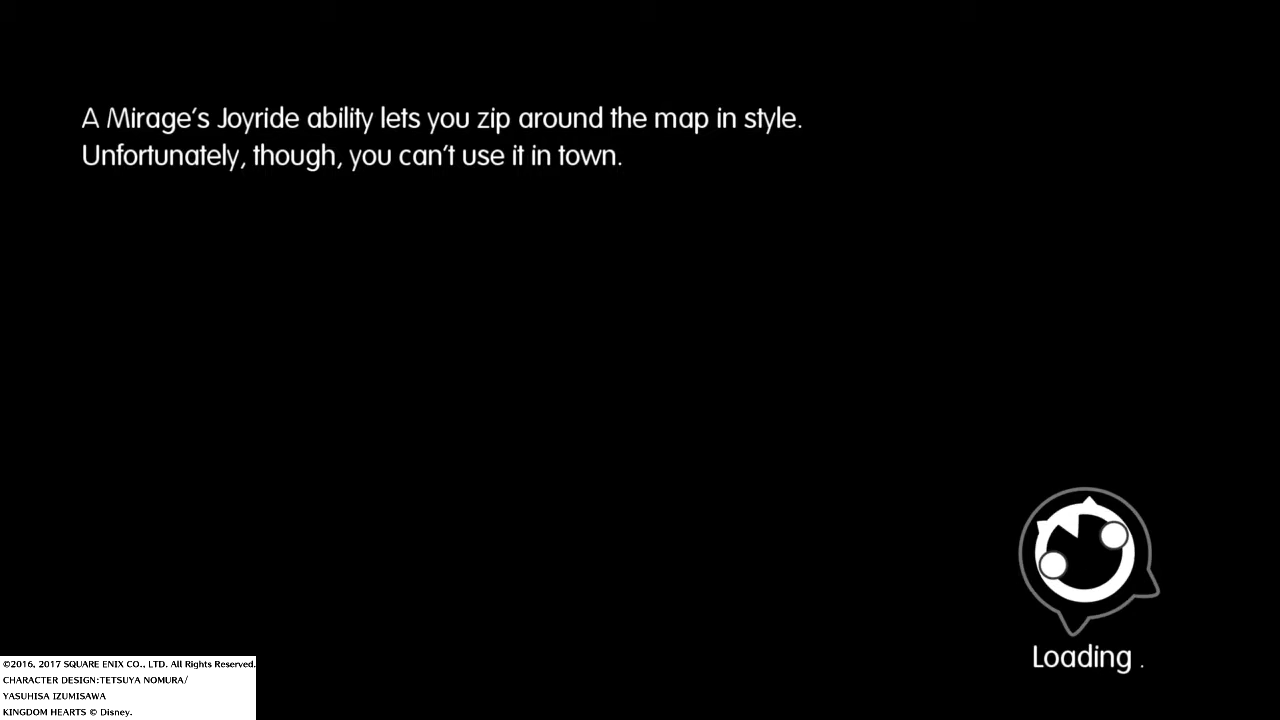 A Mirage's Joyride ability lets you zip around the map in style.
Unfortunately, though, you can't use it in town.
Loading .
©2016, 2017 SQUARE ENIX CO., LTD. All Rights Reserved.
CHARACTER DESIGN:TETSUYA NOMURA/
YASUHISA IZUMISAWA
KINGDOM HEARTS © Disney.